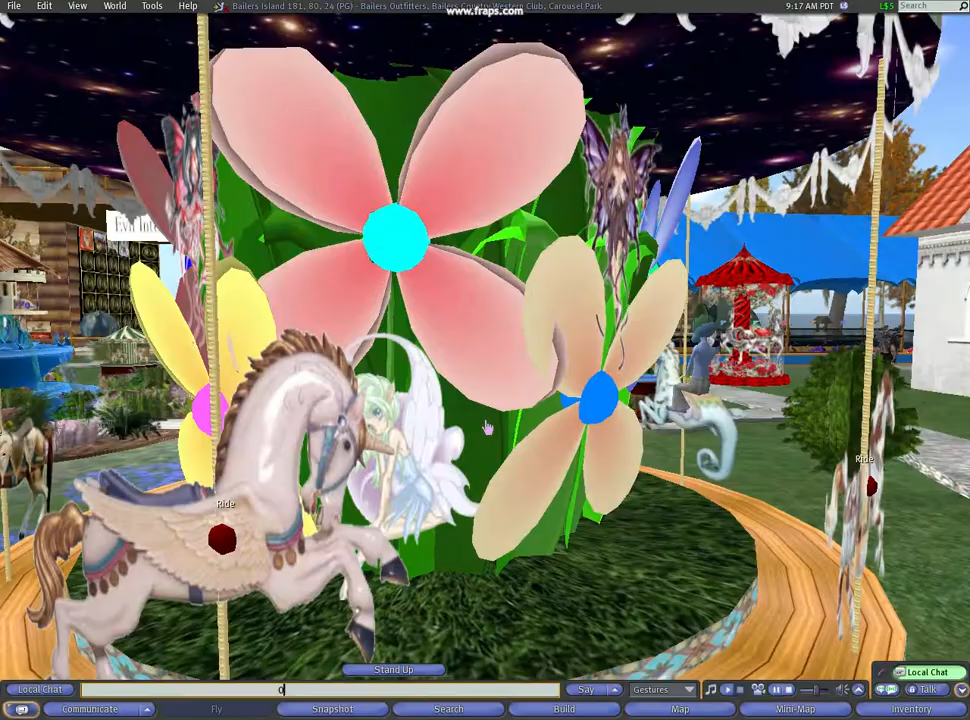 File Edit View World Tools Help Bailers Island 181, 80, 24 (PG) - Bailers Outfitters, Bailers Country Western Club, Carousel Park 9:17 AM PDT L$5 Search
www.fraps.com
Ride
Ride
Stand Up
Local Chat
Local Chat o Say Gestures Talk
Communicate Fly Snapshot Search Build Map Mini-Map Inventory